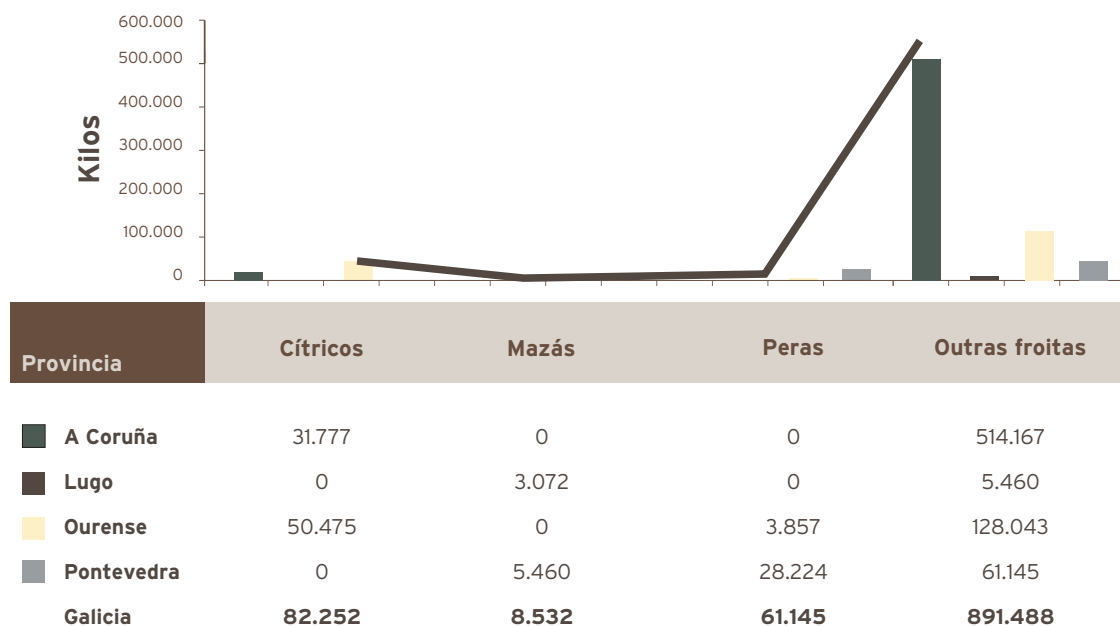 600.000
500.000
400.000
300.000
200.000
100.000
0
Kilos
Provincia Cítricos Mazás Peras Outras froitas
A Coruña 31.777 0 0 514.167
Lugo 0 3.072 0 5.460
Ourense 50.475 0 3.857 128.043
Pontevedra 0 5.460 28.224 61.145
Galicia 82.252 8.532 61.145 891.488